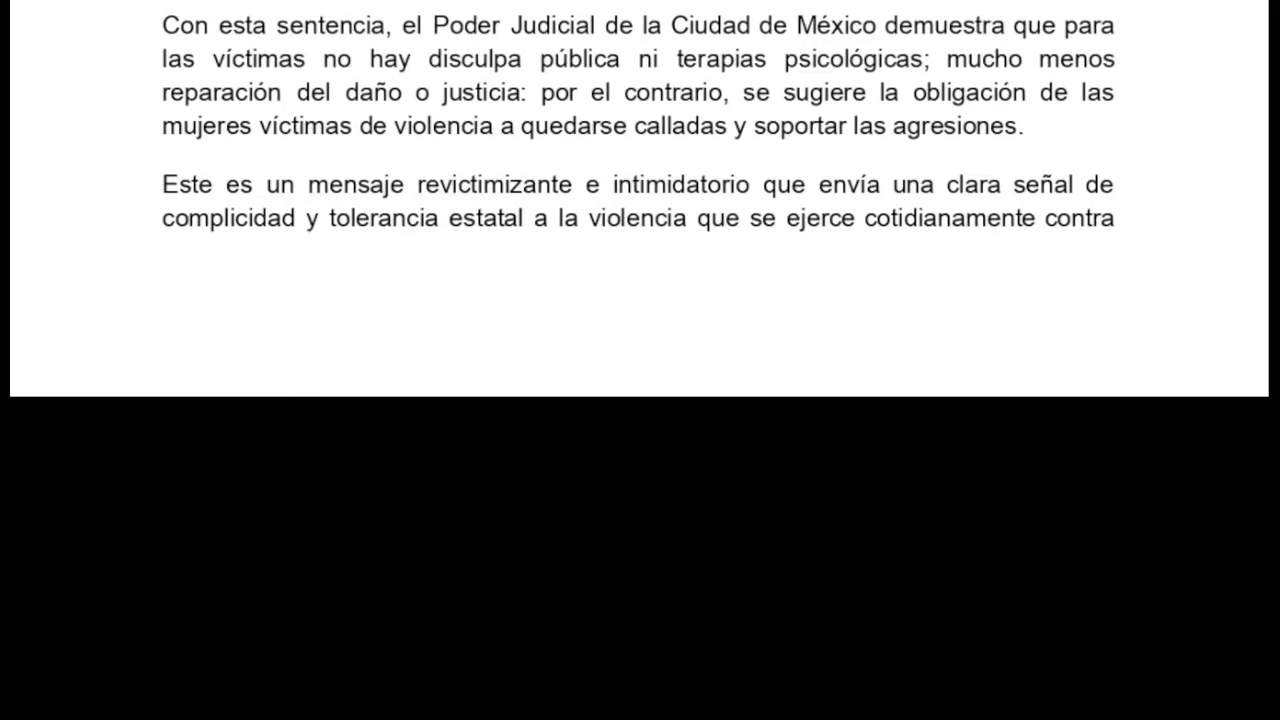 Con esta sentencia, el Poder Judicial de la Ciudad de México demuestra que para
las víctimas no hay disculpa pública ni terapias psicológicas; mucho menos
reparación del daño o justicia: por el contrario, se sugiere la obligación de las
mujeres víctimas de violencia a quedarse calladas y soportar las agresiones.
Este es un mensaje revictimizante e intimidatorio que envía una clara señal de
complicidad y tolerancia estatal a la violencia que se ejerce cotidianamente contra